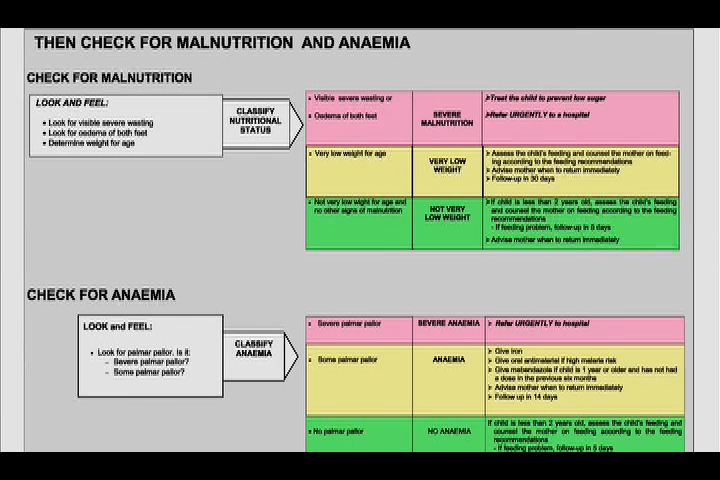 THEN CHECK FOR MALNUTRITION AND ANAEMIA
CHECK FOR MALNUTRITION
LOOK AND FEEL:
• Look for visible severe wasting
• Look for oedema of both feet
• Determine weight for age
CLASSIFY
NUTRITIONAL
STATUS
• Visible severe wasting or
• Oedema of both feet
SEVERE
MALNUTRITION
➢Treat the child to prevent low sugar
➢Refer URGENTLY to a hospital
• Very low weight for age
VERY LOW
WEIGHT
➢ Assess the child's feeding and counsel the mother on feed-
ing according to the feeding recommendations
➢ Advise mother when to return immediately
➢ Follow-up in 30 days
• Not very low wight for age and
no other signs of malnutrition
NOT VERY
LOW WEIGHT
➢If child is less than 2 years old, assess the child's feeding
and counsel the mother on feeding according to the feeding
recommendations
- If feeding problem, follow-up in 5 days
➢ Advise mother when to return immediately
CHECK FOR ANAEMIA
LOOK and FEEL:
• Look for palmar pallor. Is it:
– Severe palmar pallor?
– Some palmar pallor?
CLASSIFY
ANAEMIA
• Severe palmar pallor
SEVERE ANAEMIA
➢ Refer URGENTLY to hospital
• Some palmar pallor
ANAEMIA
➢ Give iron
➢ Give oral antimalarial if high malaria risk
➢ Give mebendazole if child is 1 year or older and has not had
a dose in the previous six months
➢ Advise mother when to return immediately
➢ Follow up in 14 days
• No palmar pallor
NO ANAEMIA
If child is less than 2 years old, assess the child's feeding and
counsel the mother on feeding according to the feeding
recommendations
- If feeding problem, follow-up in 5 days